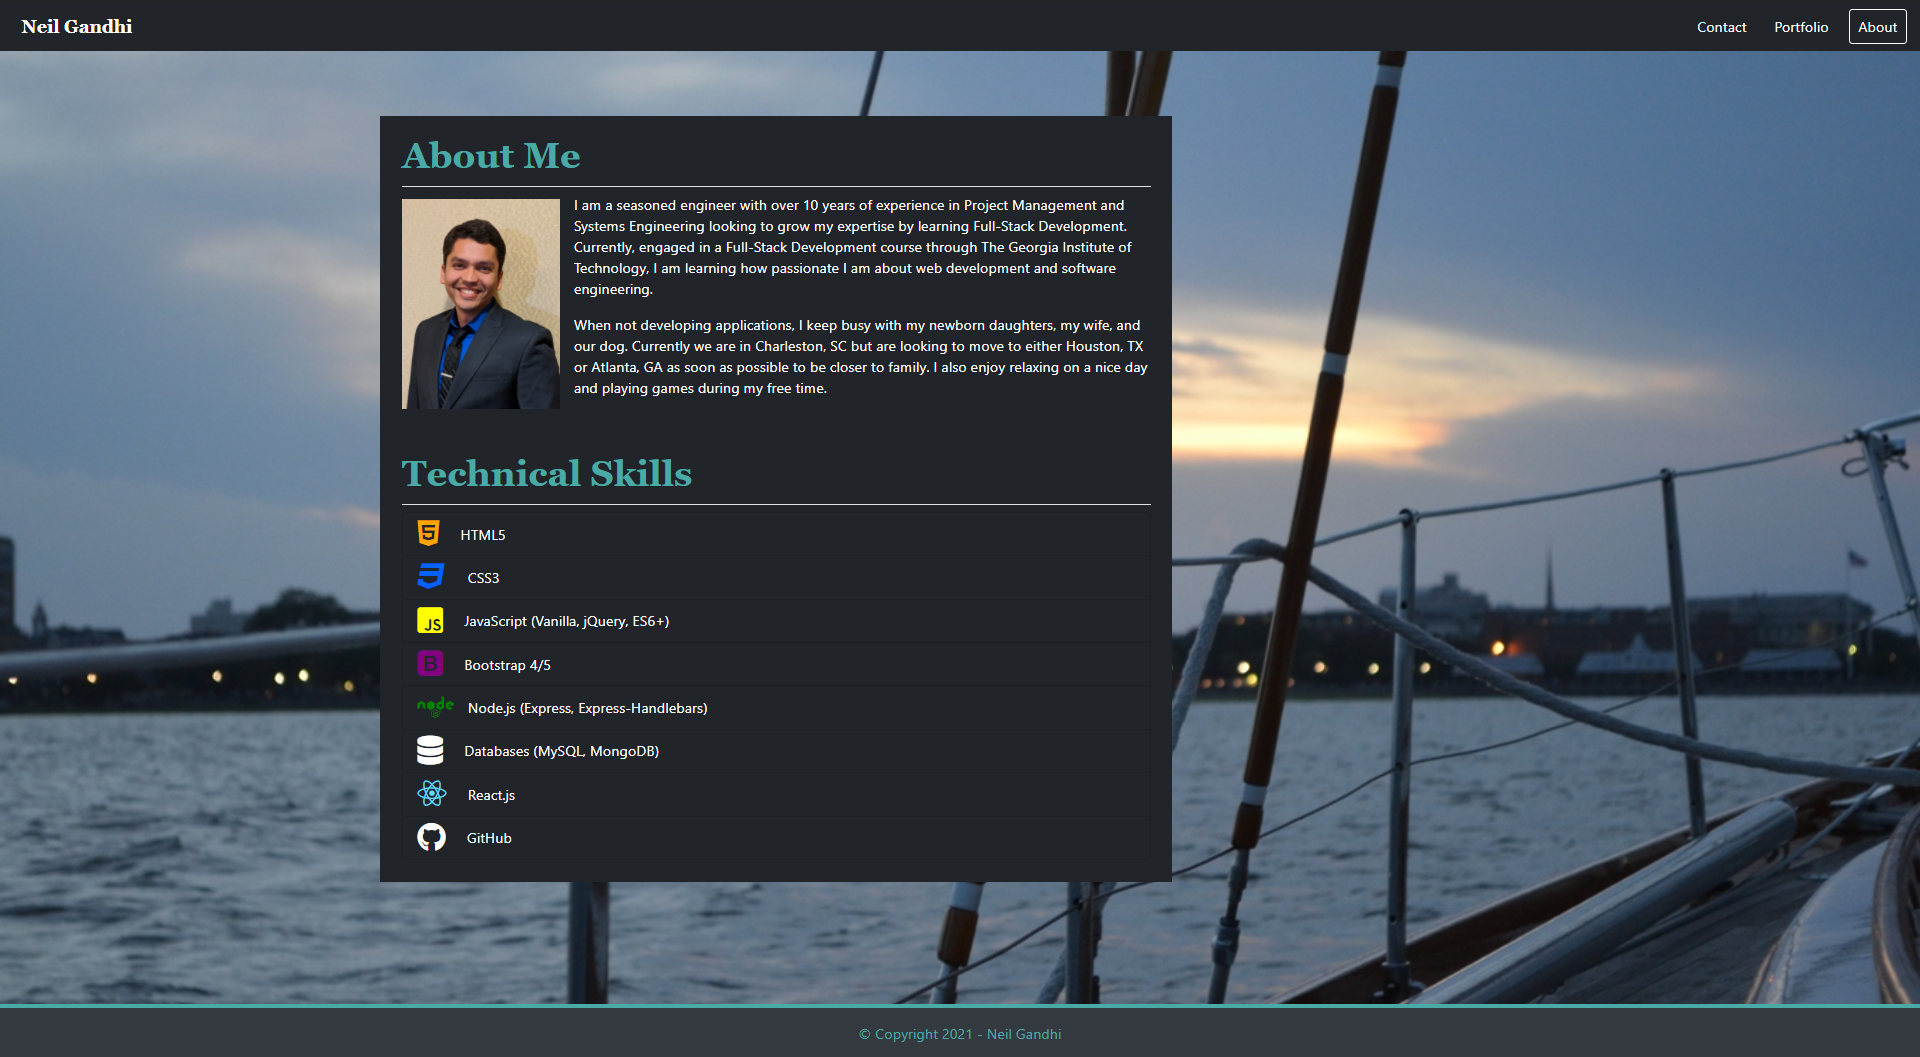 Neil Gandhi
Contact Portfolio About
About Me
I am a seasoned engineer with over 10 years of experience in Project Management and
Systems Engineering looking to grow my expertise by learning Full-Stack Development.
Currently, engaged in a Full-Stack Development course through The Georgia Institute of
Technology, I am learning how passionate I am about web development and software
engineering.
When not developing applications, I keep busy with my newborn daughters, my wife, and
our dog. Currently we are in Charleston, SC but are looking to move to either Houston, TX
or Atlanta, GA as soon as possible to be closer to family. I also enjoy relaxing on a nice day
and playing games during my free time.
Technical Skills
5 HTML5
3 CSS3
JS JavaScript (Vanilla, jQuery, ES6+)
B Bootstrap 4/5
node Node.js (Express, Express-Handlebars)
Databases (MySQL, MongoDB)
React.js
GitHub
© Copyright 2021 - Neil Gandhi